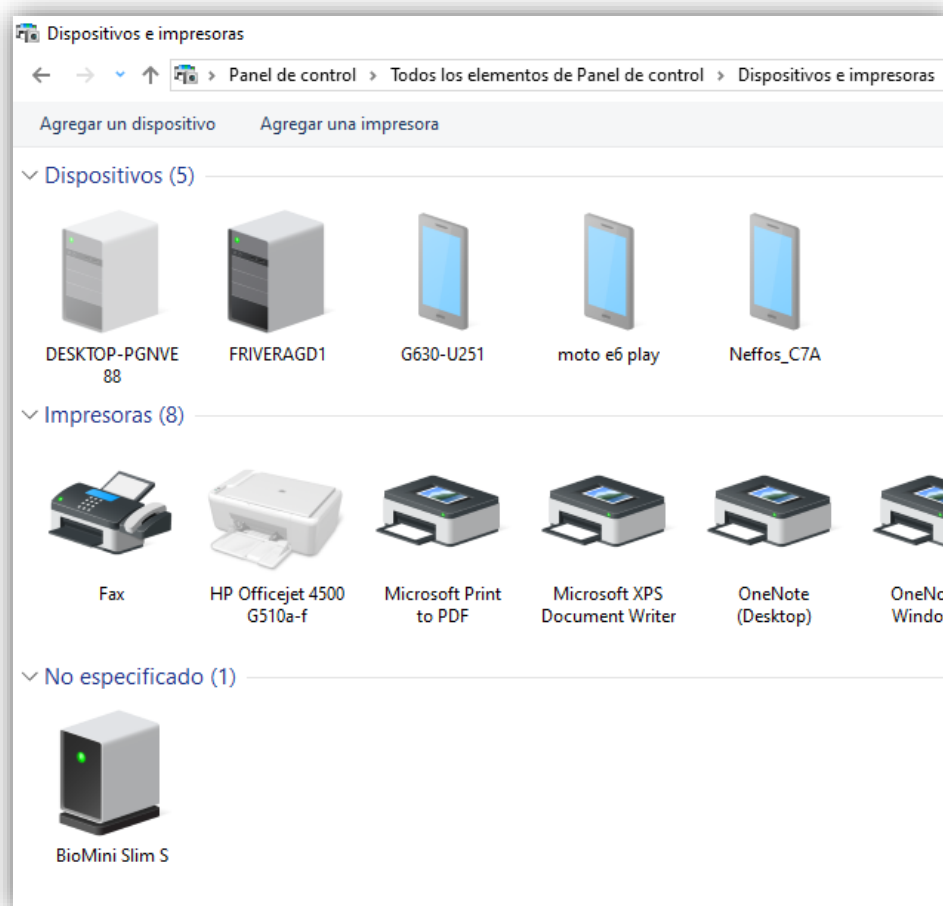 Dispositivos e impresoras
Panel de control > Todos los elementos de Panel de control > Dispositivos e impresoras
Agregar un dispositivo Agregar una impresora
Dispositivos (5)
DESKTOP-PGNVE
88
FRIVERAGD1
G630-U251
moto e6 play
Neffos_C7A
Impresoras (8)
Fax
HP Officejet 4500
G510a-f
Microsoft Print
to PDF
Microsoft XPS
Document Writer
OneNote
(Desktop)
No especificado (1)
BioMini Slim S